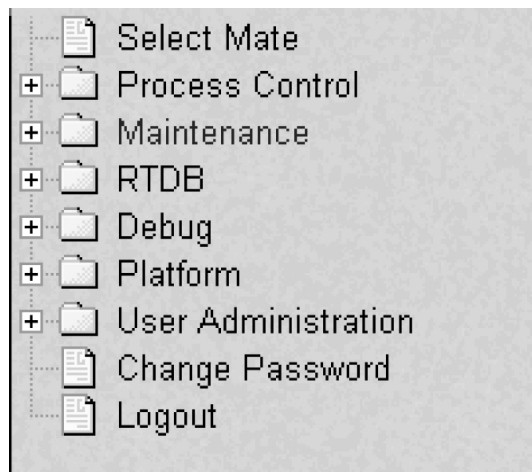 Select Mate
Process Control
Maintenance
RTDB
Debug
Platform
User Administration
Change Password
Logout